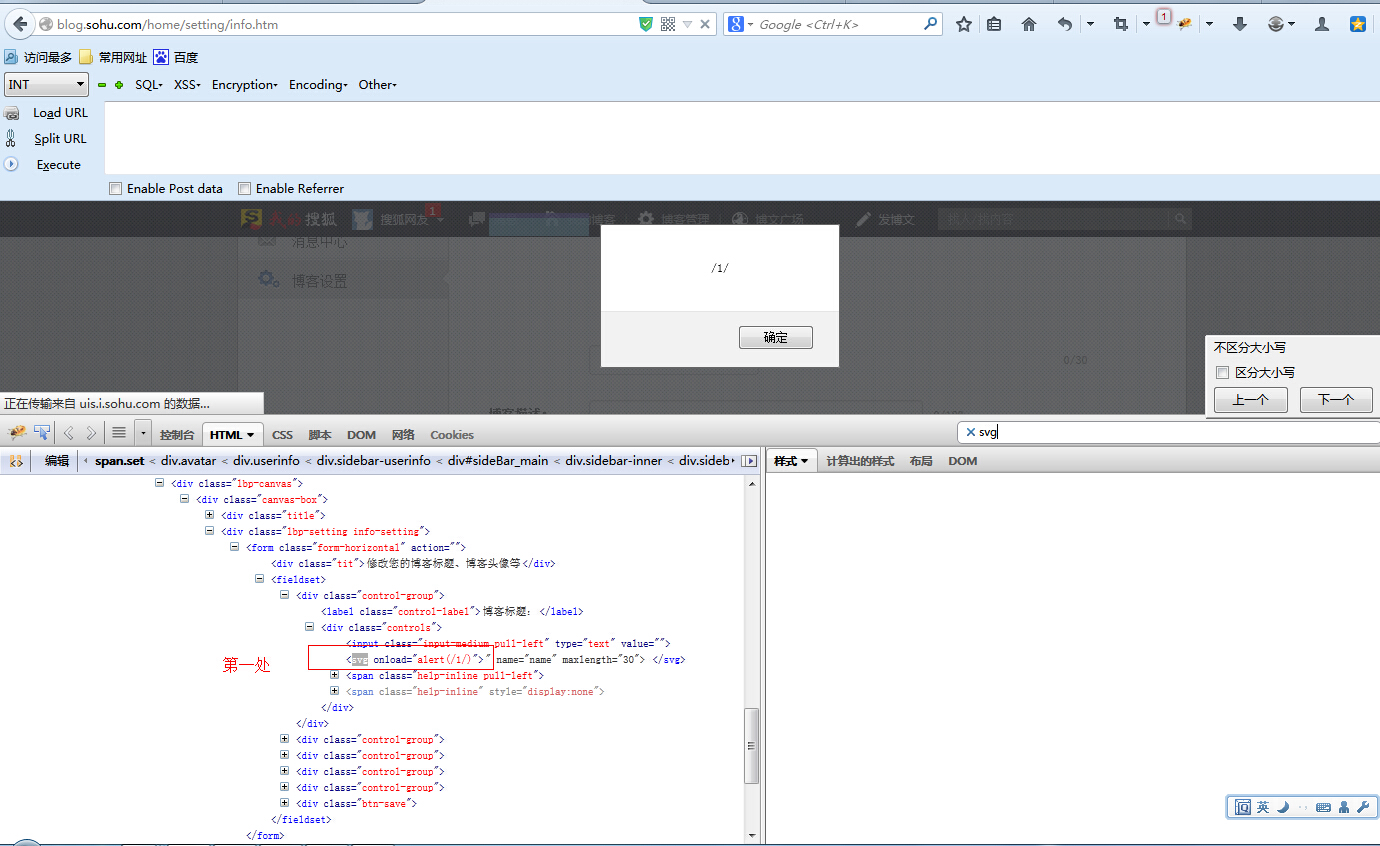 blog.sohu.com/home/setting/info.htm
Google <Ctrl+K>
1
访问最多 常用网址 百度
INT SQL XSS Encryption Encoding Other
Load URL
Split URL
Execute
Enable Post data Enable Referrer
搜狐 搜狐网友 1 博客 博客管理 博文广场 发博文
消息中心
博客设置
/1/
确定
0/30
博客描述:
不区分大小写
区分大小写
上一个 下一个
正在传输来自 uis.i.sohu.com 的数据...
控制台 HTML CSS 脚本 DOM 网络 Cookies
svg
编辑 span.set < div.avatar < div.userinfo < div.sidebar-userinfo < div#sideBar_main < div.sidebar-inner < div.sideb
样式 计算出的样式 布局 DOM
<div class="lbp-canvas">
<div class="canvas-box">
<div class="title">
<div class="lbp-setting info-setting">
<form class="form-horizontal" action="">
<div class="tit">修改您的博客标题、博客头像等</div>
<fieldset>
<div class="control-group">
<label class="control-label">博客标题：</label>
<div class="controls">
<input class="input-medium pull-left" type="text" value="">
<svg onload="alert(/1/)">" name="name" maxlength="30"> </svg>
第一处
<span class="help-inline pull-left">
<span class="help-inline" style="display:none">
</div>
</div>
<div class="control-group">
<div class="control-group">
<div class="control-group">
<div class="control-group">
<div class="btn-save">
</fieldset>
</form>
英